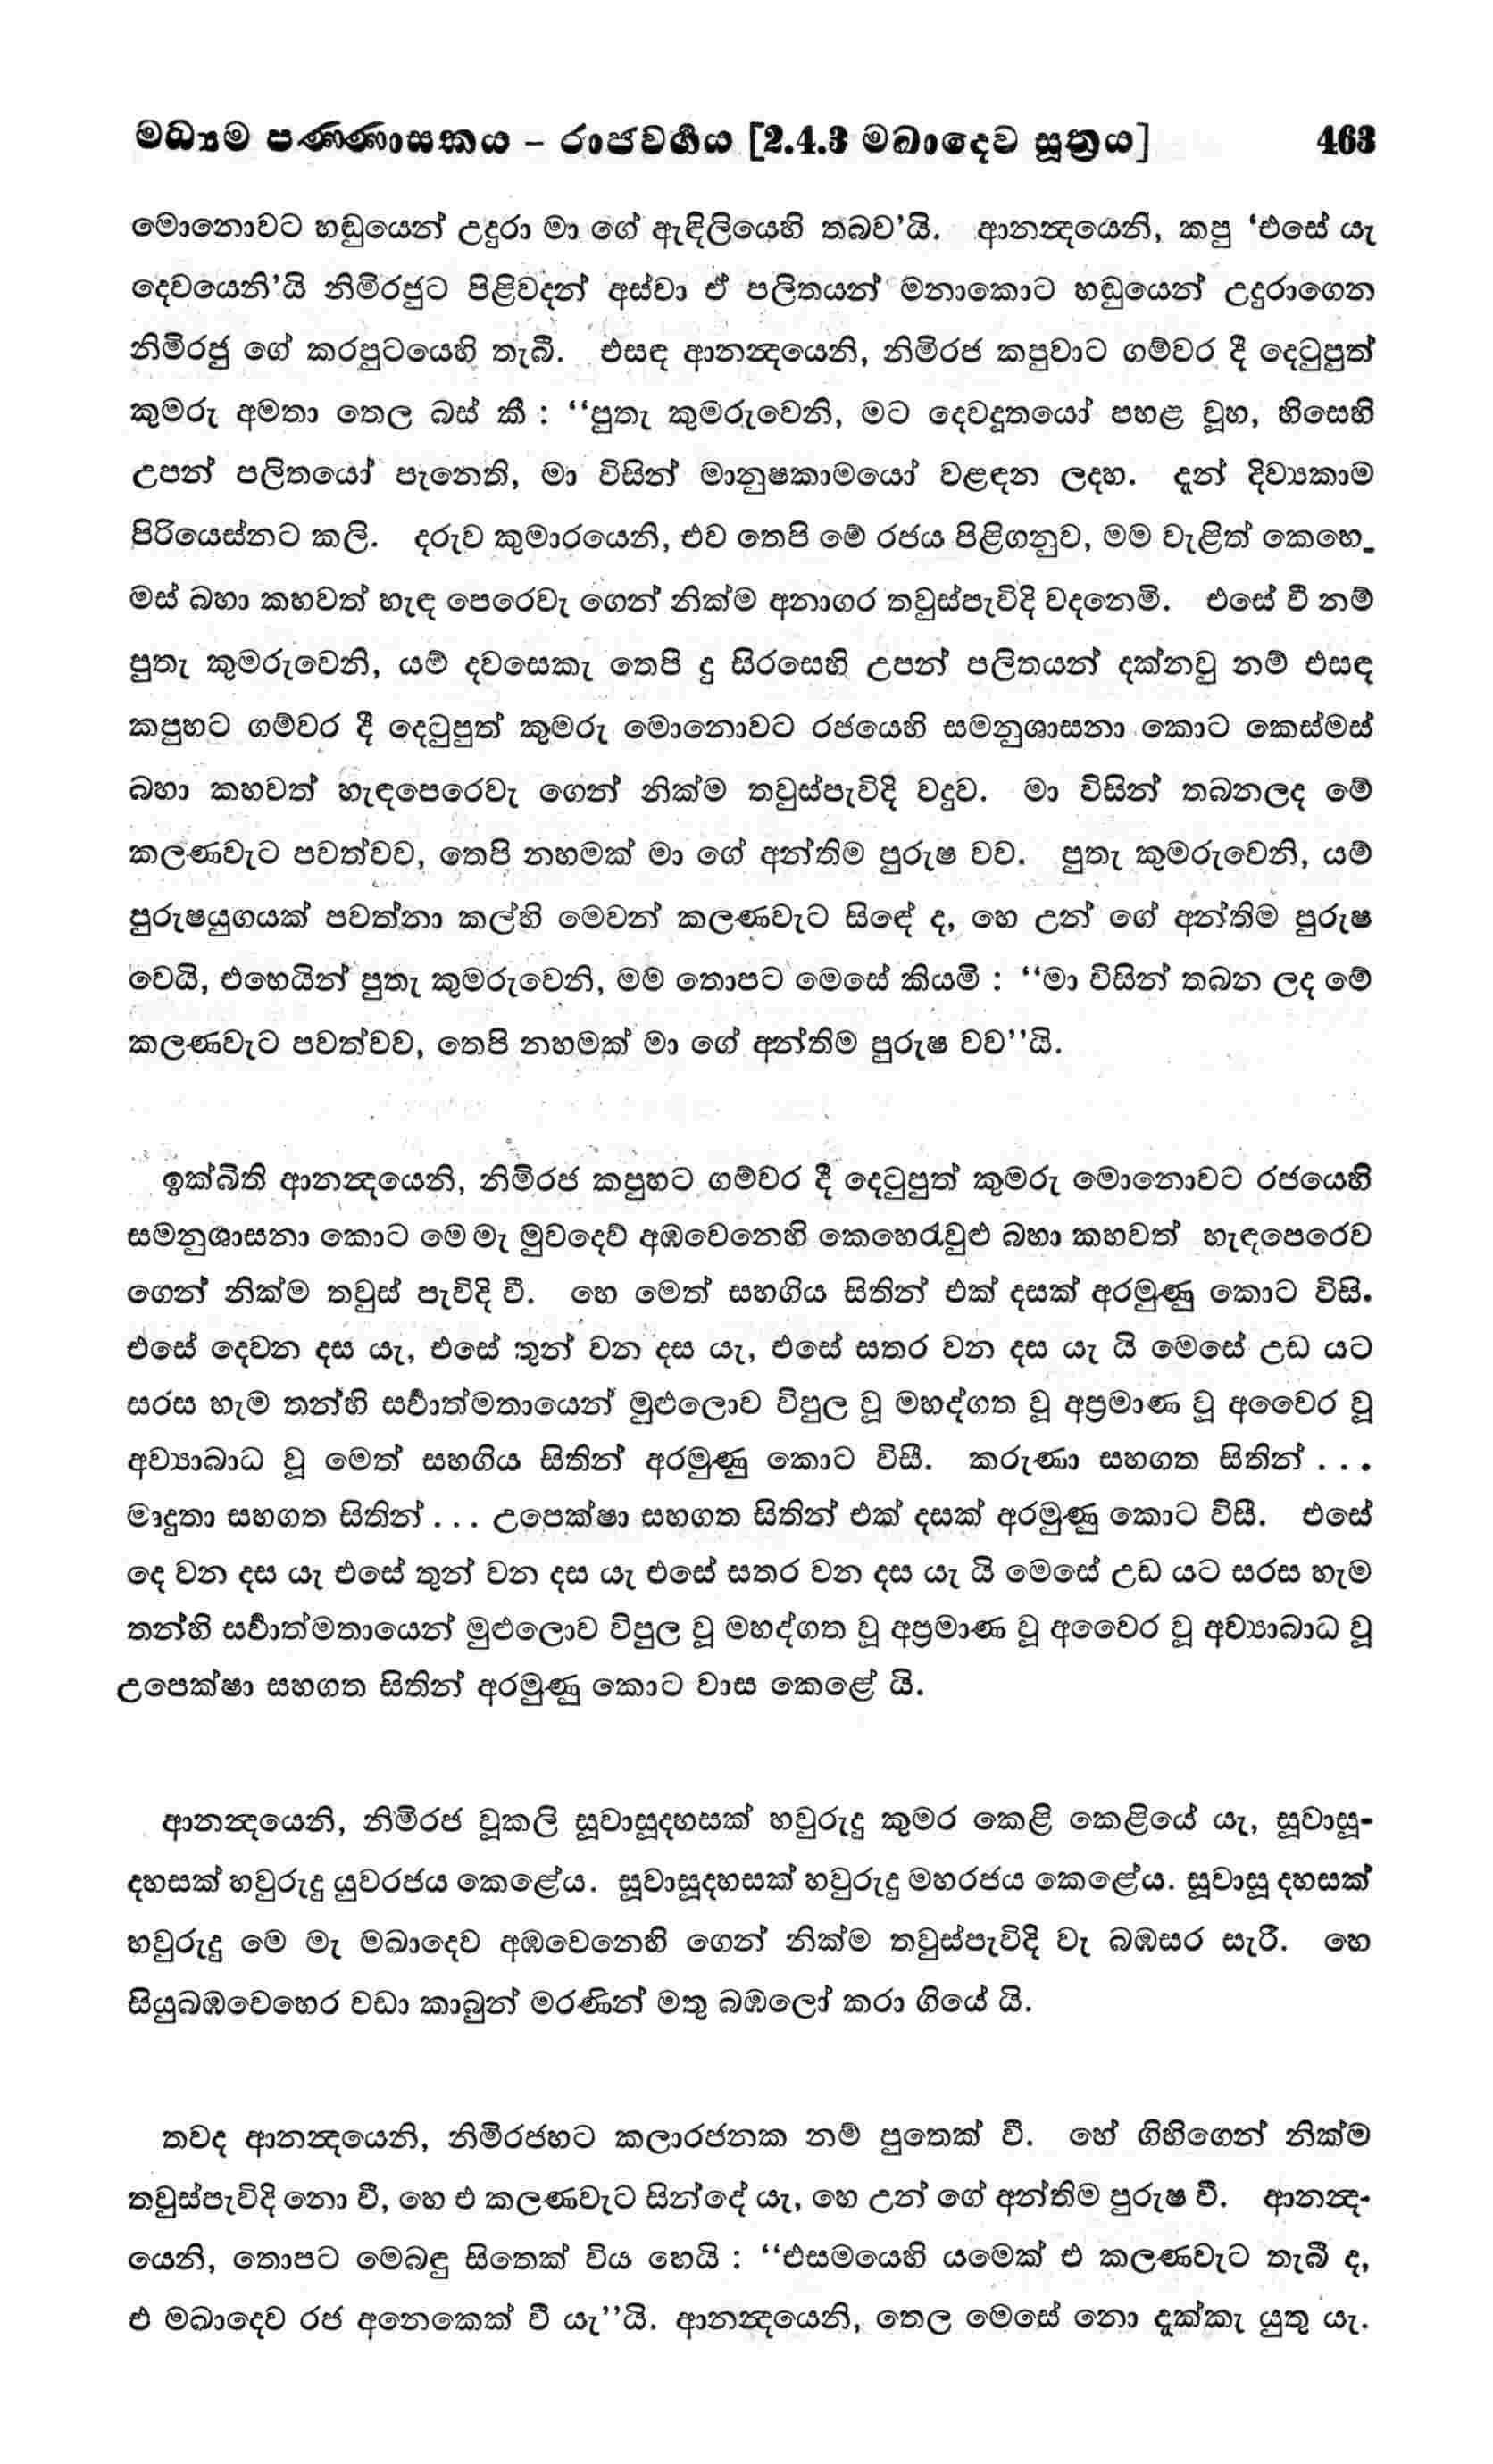 මධ්‍යම පණ්ණාසකය – රාජවර්‍ගය [2.4.3 මඛාදෙව සූත්‍රය] 463
මොනොවට හඬුයෙන් උදුරා මා ගේ ඇඳිලියෙහි තබව’යි. ආනන්‍දයෙනි, කපු ‘එසේ යැ
දෙවයෙනි’යි නිමිරජුට පිළිවදන් අස්වා ඒ පලිතයන් මනාකොට හඬුයෙන් උදුරාගෙන
නිමිරජු ගේ කරපුටයෙහි තැබී. එසඳ ආනන්‍දයෙනි, නිමිරජ කපුවාට ගම්වර දී දෙටුපුත්
කුමරු අමතා තෙල බස් කී : “පුතැ කුමරුවෙනි, මට දෙවදූතයෝ පහළ වූහ, හිසෙහි
උපන් පලිතයෝ පැනෙති, මා විසින් මානුෂකාමයෝ වළඳන ලදහ. දැන් දිව්‍යකාම
පිරියෙස්නට කලි. දරුව කුමාරයෙනි, එව තෙපි මේ රජය පිළිගනුව, මම වැළිත් කෙහෙ-
මස් බහා කහවත් හැඳ පෙරෙවැ ගෙන් නික්ම අනාගර තවුස්පැවිදි වදනෙමි. එසේ වී නම්
පුතැ කුමරුවෙනි, යම් දවසෙකැ තෙපි දු සිරසෙහි උපන් පලිතයන් දක්නවු නම් එසඳ
කපුහට ගම්වර දී දෙටුපුත් කුමරු මොනොවට රජයෙහි සමනුශාසනා කොට කෙස්මස්
බහා කහවත් හැඳපෙරෙවැ ගෙන් නික්ම තවුස්පැවිදි වදුව. මා විසින් තබනලද මේ
කලණවැට පවත්වව, තෙපි නහමක් මා ගේ අන්තිම පුරුෂ වව. පුතැ කුමරුවෙනි, යම්
පුරුෂයුගයක් පවත්නා කල්හි මෙවන් කලණවැට සිඳේ ද, හෙ උන් ගේ අන්තිම පුරුෂ
වෙයි, එහෙයින් පුතැ කුමරුවෙනි, මම තොපට මෙසේ කියමි : “මා විසින් තබන ලද මේ
කලණවැට පවත්වව, තෙපි නහමක් මා ගේ අන්තිම පුරුෂ වව”යි.
ඉක්බිති ආනන්‍දයෙනි, නිමිරජ කපුහට ගම්වර දී දෙටුපුත් කුමරු මොනොවට රජයෙහි
සමනුශාසනා කොට මෙ මැ මුවදෙව් අඹවෙනෙහි කෙහෙරැවුළු බහා කහවත් හැඳපෙරෙව
ගෙන් නික්ම තවුස් පැවිදි වී. හෙ මෙත් සහගිය සිතින් එක් දසක් අරමුණු කොට විසි.
එසේ දෙවන දස යැ, එසේ තුන් වන දස යැ, එසේ සතර වන දස යැ යි මෙසේ උඩ යට
සරස හැම තන්හි සර්‍වාත්මතායෙන් මුළුලොව විපුල වූ මහද්ගත වූ අප්‍රමාණ වූ අවෛර වූ
අව්‍යාබාධ වූ මෙත් සහගිය සිතින් අරමුණු කොට විසී. කරුණා සහගත සිතින් . . .
මෘදුතා සහගත සිතින් . . . උපෙක්ෂා සහගත සිතින් එක් දසක් අරමුණු කොට විසී. එසේ
දෙ වන දස යැ එසේ තුන් වන දස යැ එසේ සතර වන දස යැ යි මෙසේ උඩ යට සරස හැම
තන්හි සර්‍වාත්මතායෙන් මුළුලොව විපුල වූ මහද්ගත වූ අප්‍රමාණ වූ අවෛර වූ අව්‍යාබාධ වූ
උපෙක්ෂා සහගත සිතින් අරමුණු කොට වාස කෙළේ යි.
ආනන්‍දයෙනි, නිමිරජ වූකලි සූවාසූදහසක් හවුරුදු කුමර කෙළි කෙළියේ යැ, සූවාසූ-
දහසක් හවුරුදු යුවරජය කෙළේය. සූවාසූදහසක් හවුරුදු මහරජය කෙළේය. සූවාසූ දහසක්
හවුරුදු මෙ මැ මඛාදෙව අඹවෙනෙහි ගෙන් නික්ම තවුස්පැවිදි වැ බඹසර සැරී. හෙ
සියුබඹවෙහෙර වඩා කාබුන් මරණින් මතු බඹලෝ කරා ගියේ යි.
තවද ආනන්‍දයෙනි, නිමිරජහට කලාරජනක නම් පුතෙක් වී. හේ ගිහිගෙන් නික්ම
තවුස්පැවිදි නො වී, හෙ එ කලණවැට සින්දේ යැ, හෙ උන් ගේ අන්තිම පුරුෂ වී. ආනන්‍ද-
යෙනි, තොපට මෙබඳු සිතෙක් විය හෙයි : “එසමයෙහි යමෙක් එ කලණවැට තැබී ද,
එ මඛාදෙව රජ අනෙකෙක් වී යැ”යි. ආනන්‍දයෙනි, තෙල මෙසේ නො දැක්කැ යුතු යැ.